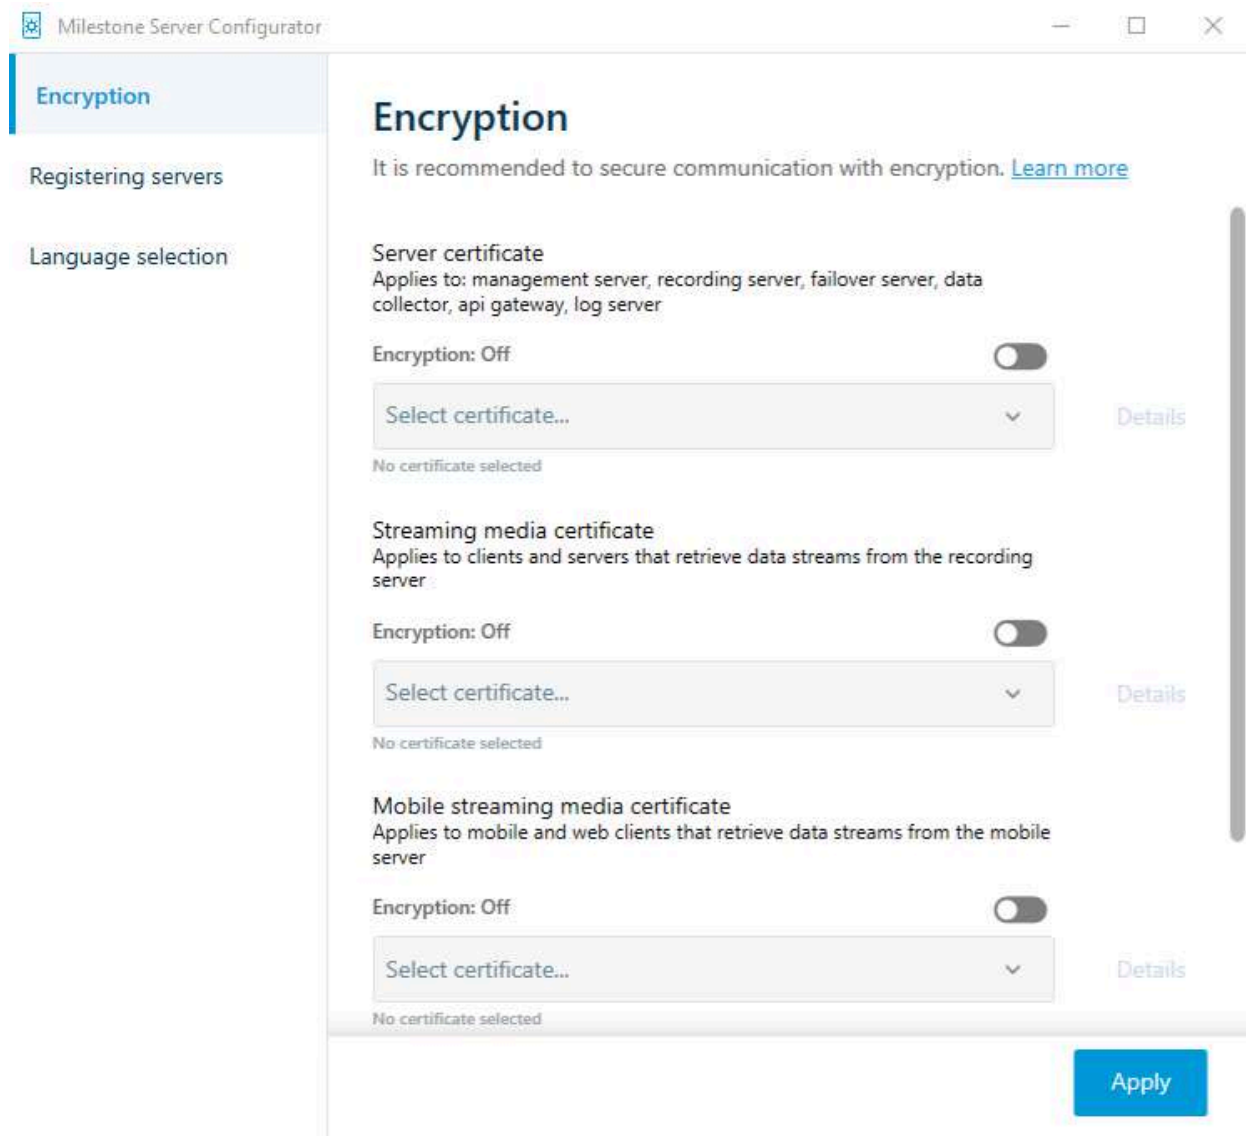 Milestone Server Configurator
Encryption
Registering servers
Language selection
Encryption
It is recommended to secure communication with encryption. Learn more
Server certificate
Applies to: management server, recording server, failover server, data
collector, api gateway, log server
Encryption: Off
Select certificate...
Details
No certificate selected
Streaming media certificate
Applies to clients and servers that retrieve data streams from the recording
server
Encryption: Off
Select certificate...
Details
No certificate selected
Mobile streaming media certificate
Applies to mobile and web clients that retrieve data streams from the mobile
server
Encryption: Off
Select certificate...
Details
No certificate selected
Apply